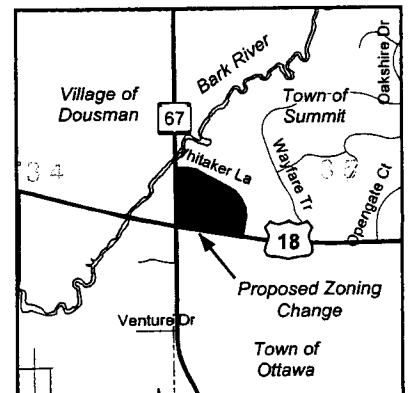 Oakshire Dr
Bark River
Village of
Dousman
Town of
Summit
67
Whitaker La
34
Wayfare Tr
Opengate Ct
18
Proposed Zoning
Change
Venture Dr
Town of
Ottawa